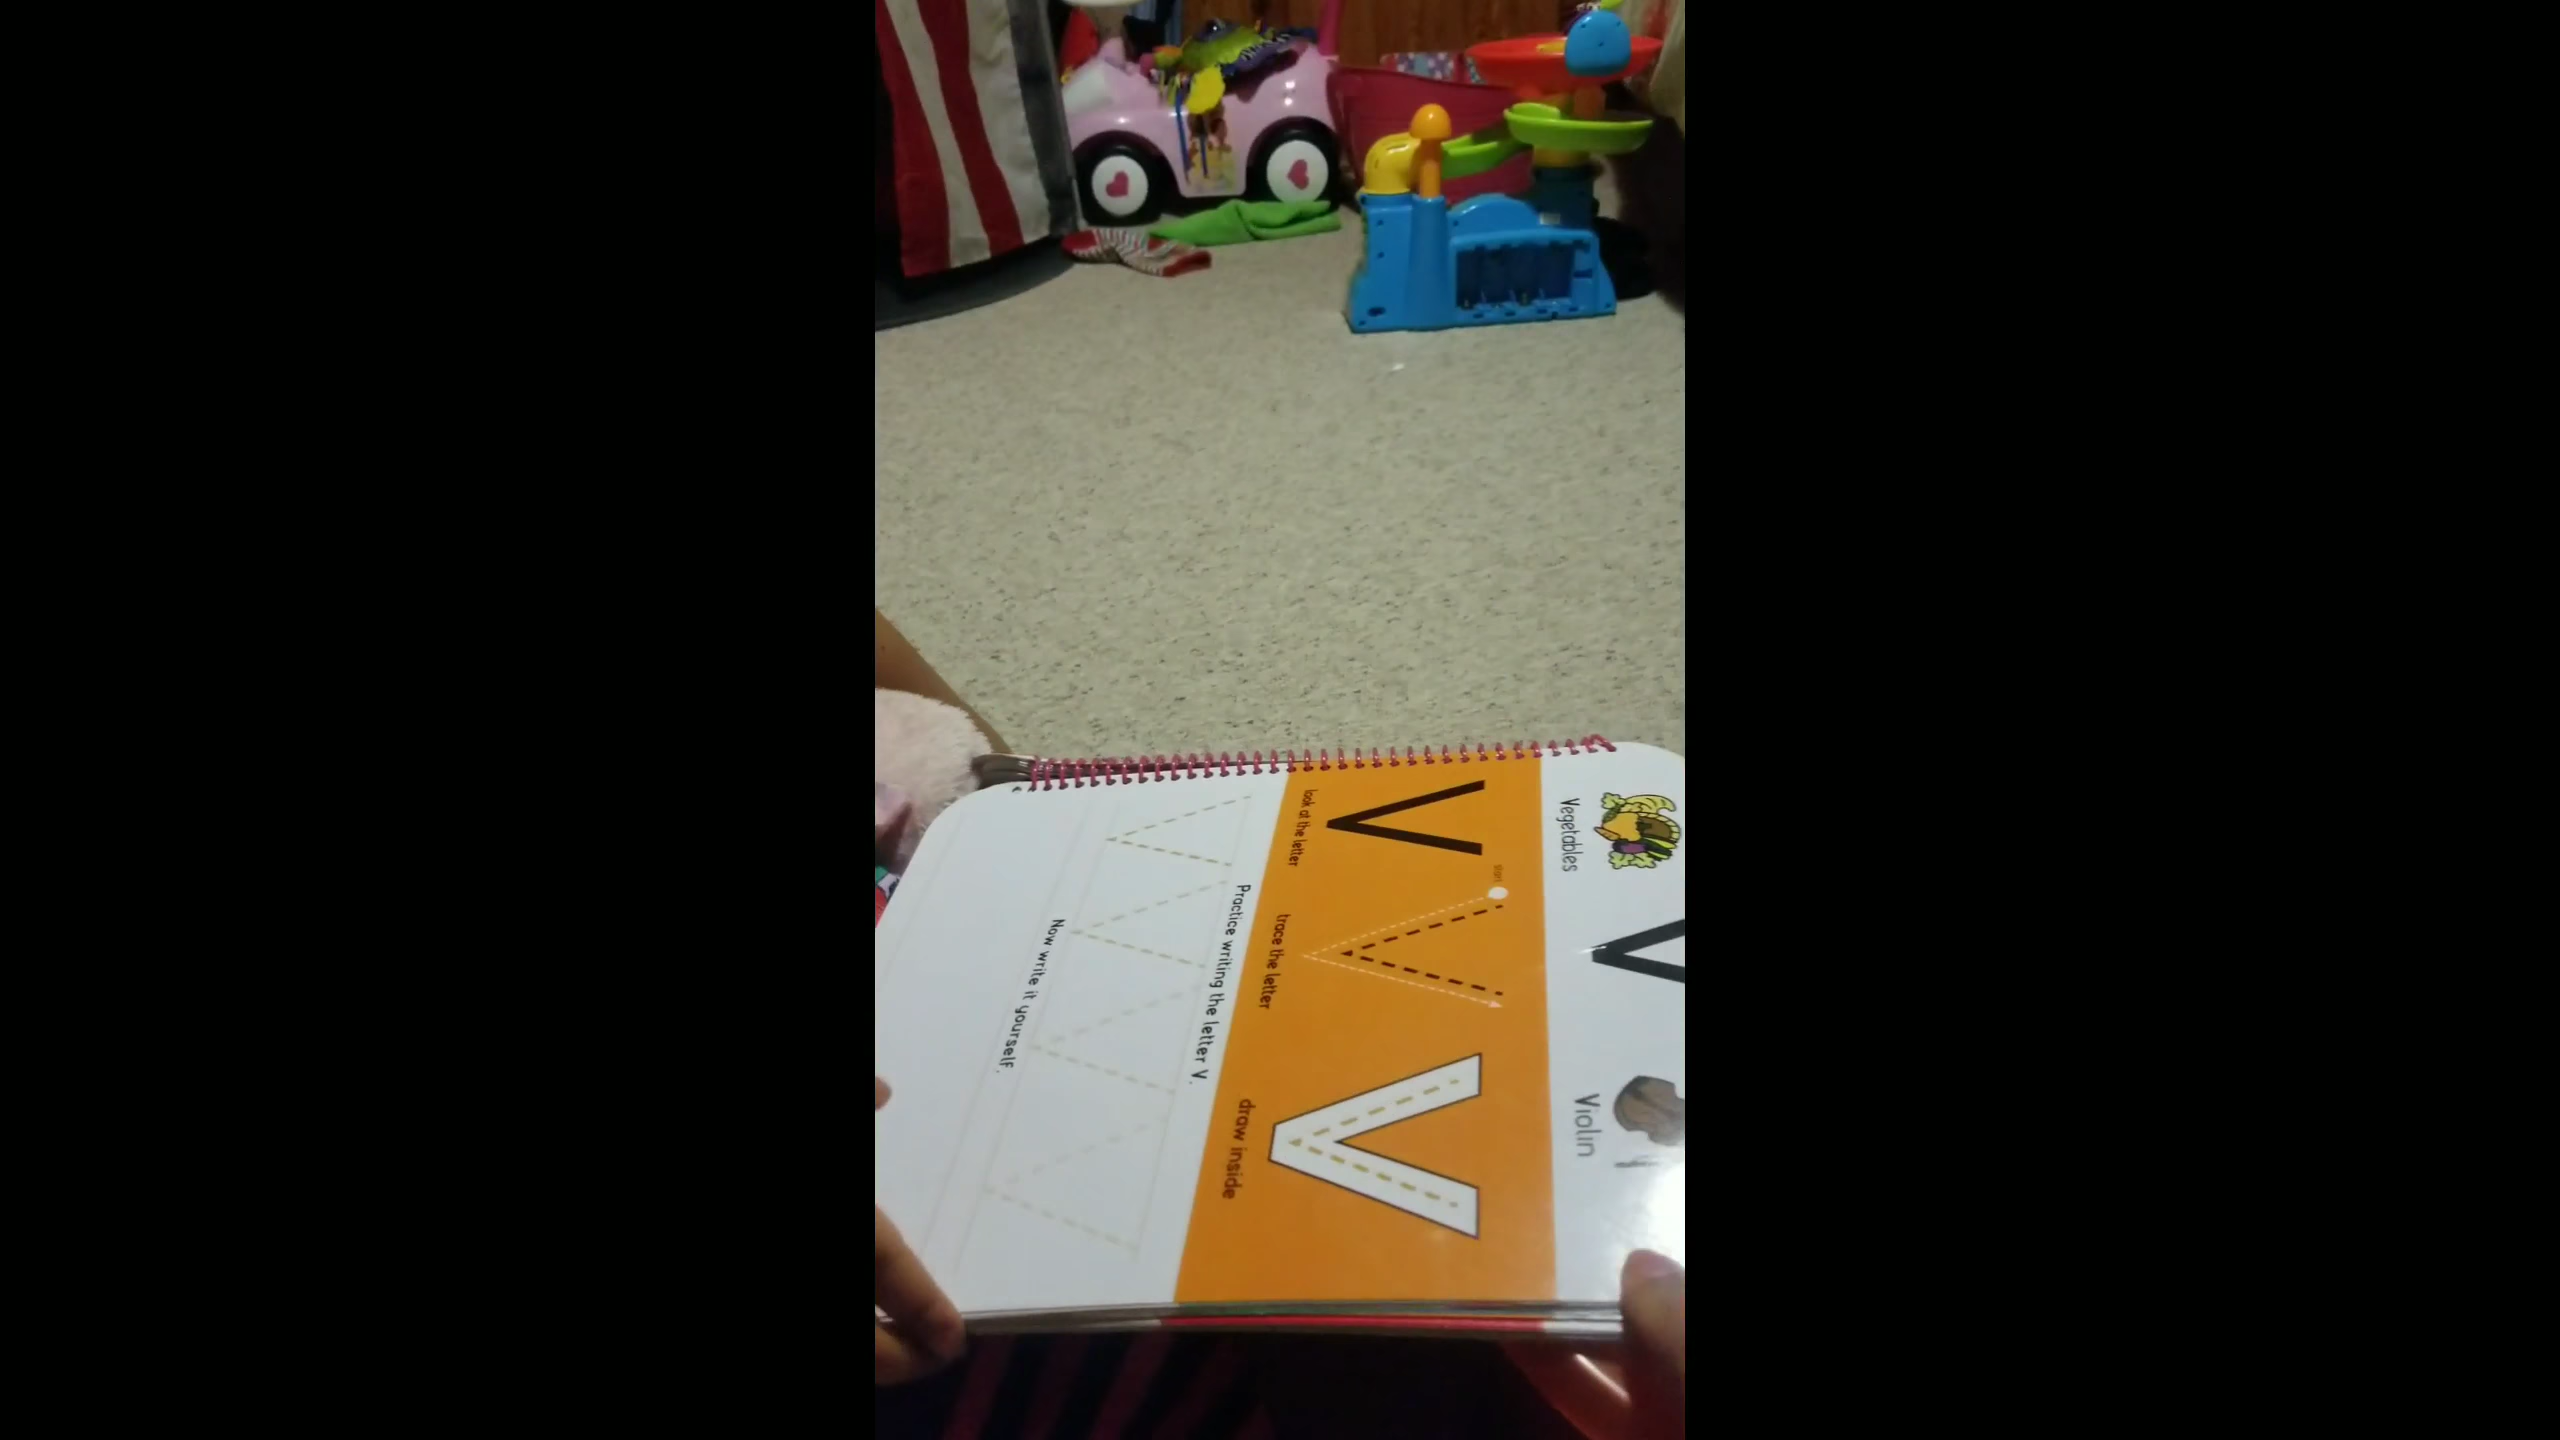 Vegetables
V
Violin
V
start
look at the letter
trace the letter
V
draw inside
Practice writing the letter V.
Now write it yourself.